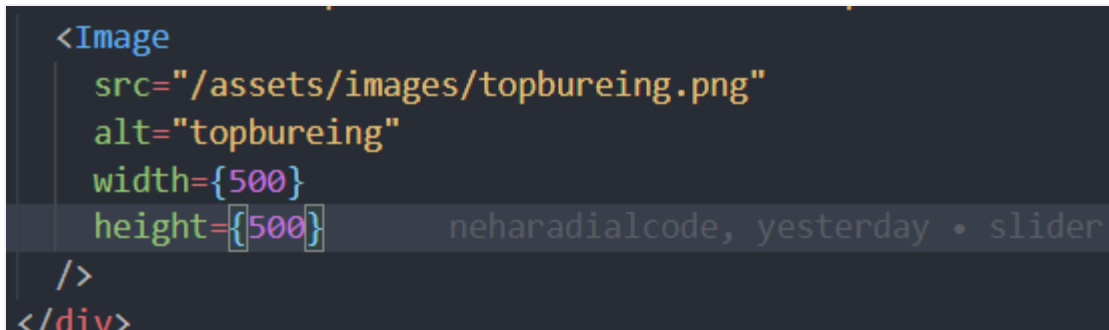 <Image
src="/assets/images/topbureing.png"
alt="topbureing"
width={500}
height={500} neharadialcode, yesterday • slider
/>
</div>